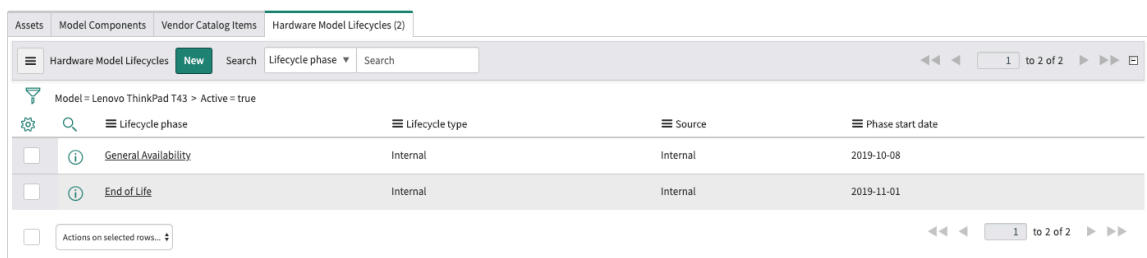 Assets Model Components Vendor Catalog Items Hardware Model Lifecycles (2)
Hardware Model Lifecycles New Search Lifecycle phase Search 1 to 2 of 2
Model = Lenovo ThinkPad T43 > Active = true
Lifecycle phase Lifecycle type Source Phase start date
General Availability Internal Internal 2019-10-08
End of Life Internal Internal 2019-11-01
Actions on selected rows... 1 to 2 of 2